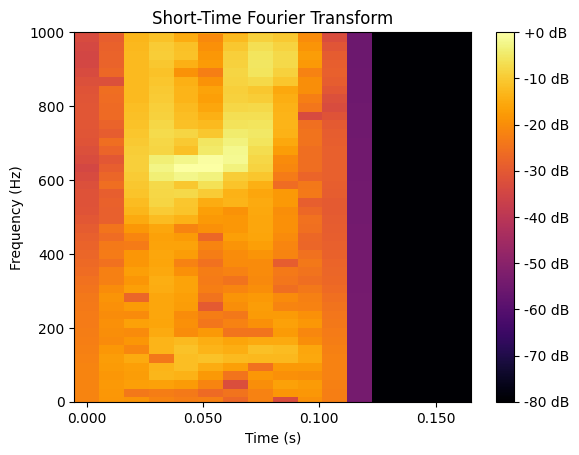 Short-Time Fourier Transform
1000
800
600
400
200
0
Frequency (Hz)
0.000
0.050
0.100
0.150
Time (s)
+0 dB
-10 dB
-20 dB
-30 dB
-40 dB
-50 dB
-60 dB
-70 dB
-80 dB